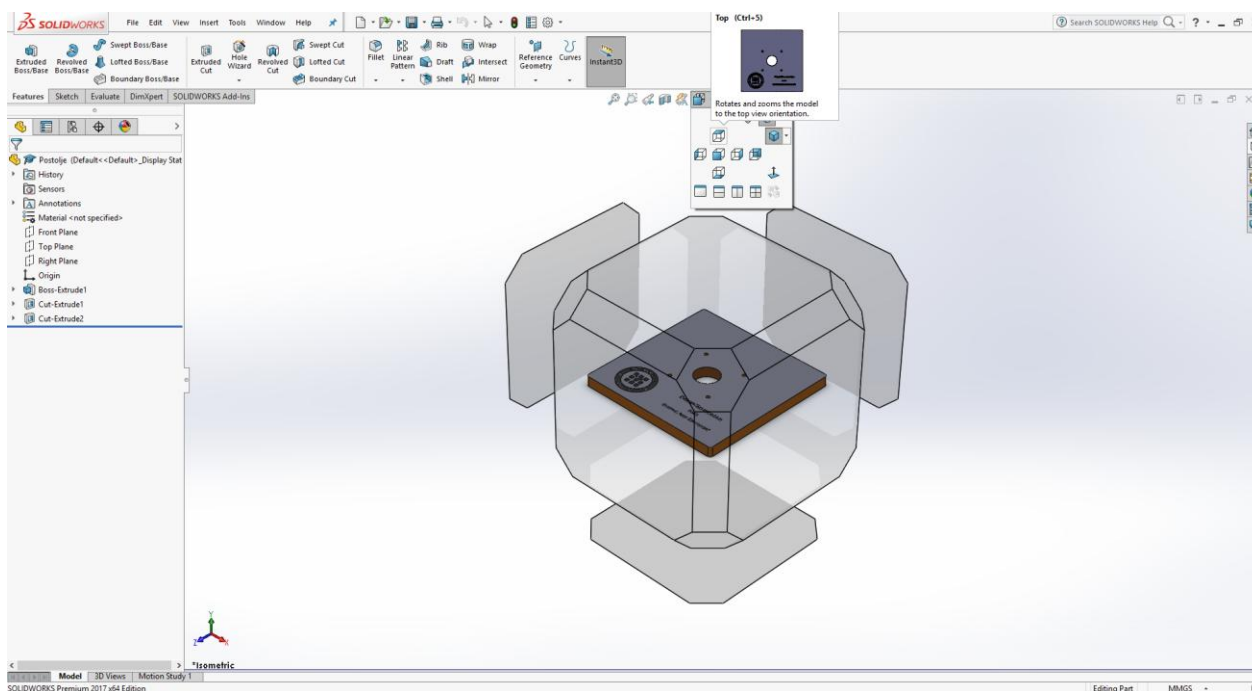 SOLIDWORKS File Edit View Insert Tools Window Help
Top (Ctrl+5)
Search SOLIDWORKS Help
Extruded Boss/Base
Revolved Boss/Base
Swept Boss/Base
Lofted Boss/Base
Boundary Boss/Base
Extruded Cut
Hole Wizard
Revolved Cut
Swept Cut
Lofted Cut
Boundary Cut
Fillet
Linear Pattern
Rib
Draft
Shell
Wrap
Intersect
Mirror
Reference Geometry
Curves
Instant3D
Rotates and zooms the model
to the top view orientation.
Features Sketch Evaluate DimXpert SOLIDWORKS Add-Ins
Postolje (Default<<Default>_Display Stat
History
Sensors
Annotations
Material <not specified>
Front Plane
Top Plane
Right Plane
Origin
Boss-Extrude1
Cut-Extrude1
Cut-Extrude2
Y
Z X
*Isometric
Model 3D Views Motion Study 1
SOLIDWORKS Premium 2017 x64 Edition
Editing Part MMGS